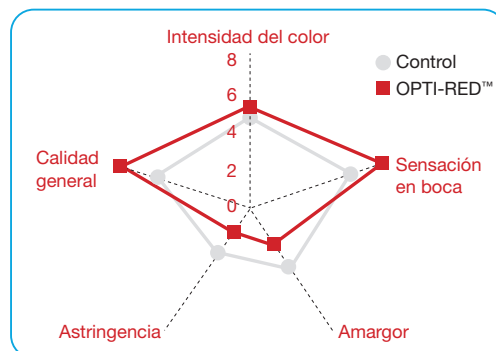 Intensidad del color
8
Control
6
OPTI-RED™
4
Calidad
general
2
Sensación
en boca
0
Astringencia
Amargor